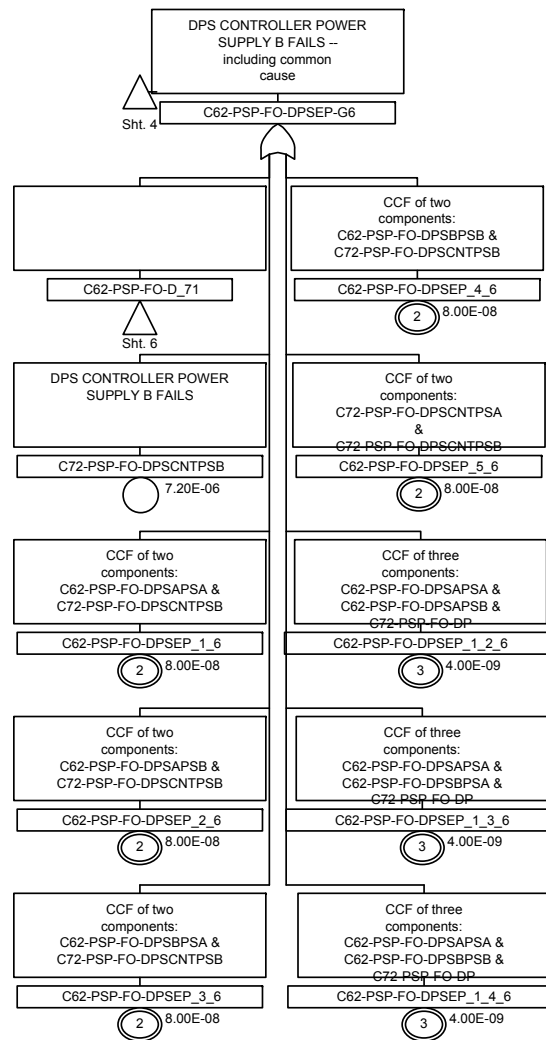 DPS CONTROLLER POWER
SUPPLY B FAILS --
including common
cause
C62-PSP-FO-DPSEP-G6
Sht. 4
C62-PSP-FO-D_71
Sht. 6
CCF of two
components:
C62-PSP-FO-DPSBPSB &
C72-PSP-FO-DPSCNTPSB
C62-PSP-FO-DPSEP_4_6
2
8.00E-08
DPS CONTROLLER POWER
SUPPLY B FAILS
C72-PSP-FO-DPSCNTPSB
7.20E-06
CCF of two
components:
C72-PSP-FO-DPSCNTPSA
&
C72-PSP-FO-DPSCNTPSB
C62-PSP-FO-DPSEP_5_6
2
8.00E-08
CCF of two
components:
C62-PSP-FO-DPSAPSA &
C72-PSP-FO-DPSCNTPSB
C62-PSP-FO-DPSEP_1_6
2
8.00E-08
CCF of three
components:
C62-PSP-FO-DPSAPSA &
C62-PSP-FO-DPSAPSB &
C72-PSP-FO-DP
C62-PSP-FO-DPSEP_1_2_6
3
4.00E-09
CCF of two
components:
C62-PSP-FO-DPSAPSB &
C72-PSP-FO-DPSCNTPSB
C62-PSP-FO-DPSEP_2_6
2
8.00E-08
CCF of three
components:
C62-PSP-FO-DPSAPSA &
C62-PSP-FO-DPSBPSA &
C72-PSP-FO-DP
C62-PSP-FO-DPSEP_1_3_6
3
4.00E-09
CCF of two
components:
C62-PSP-FO-DPSBPSA &
C72-PSP-FO-DPSCNTPSB
C62-PSP-FO-DPSEP_3_6
2
8.00E-08
CCF of three
components:
C62-PSP-FO-DPSAPSA &
C62-PSP-FO-DPSBPSB &
C72-PSP-FO-DP
C62-PSP-FO-DPSEP_1_4_6
3
4.00E-09